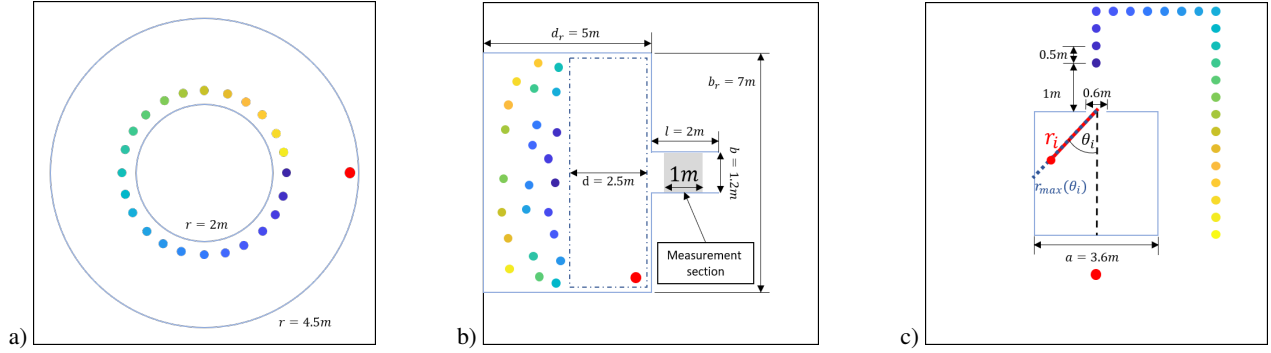 a)
r = 2m
r = 4.5m
b)
d_r = 5m
b_r = 7m
l = 2m
b = 1.2m
1m
d = 2.5m
Measurement
section
c)
0.5m
1m
0.6m
r_i
θ_i
r_max(θ_i)
a = 3.6m